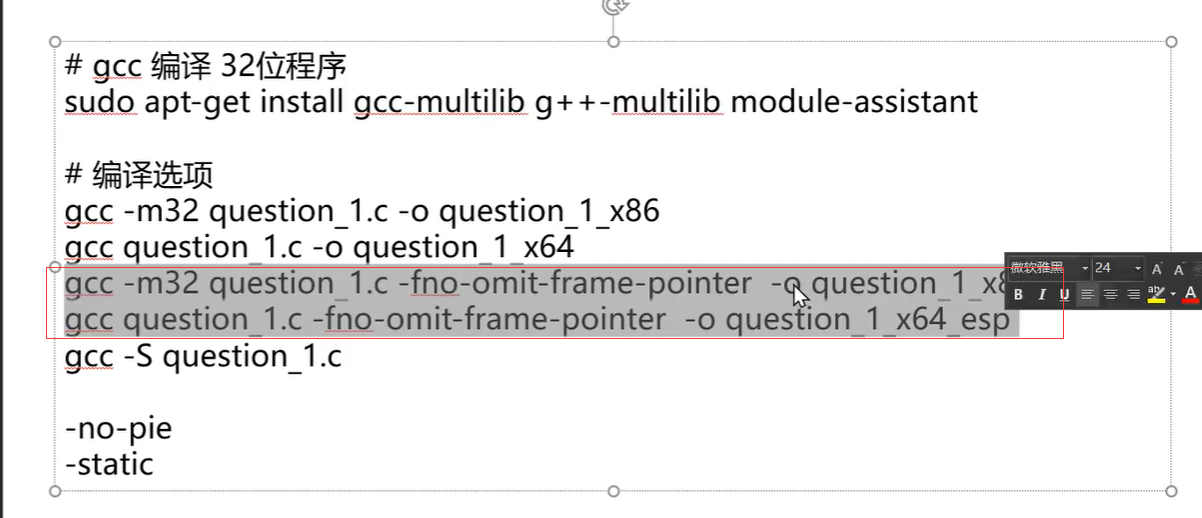 # gcc 编译 32位程序
sudo apt-get install gcc-multilib g++-multilib module-assistant
# 编译选项
gcc -m32 question_1.c -o question_1_x86
gcc question_1.c -o question_1_x64
gcc -m32 question_1.c -fno-omit-frame-pointer -o
微软雅黑 24 A A
B I U ab A
gcc question_1.c -fno-omit-frame-pointer -o question_1_x64_esp
gcc -S question_1.c
-no-pie
-static